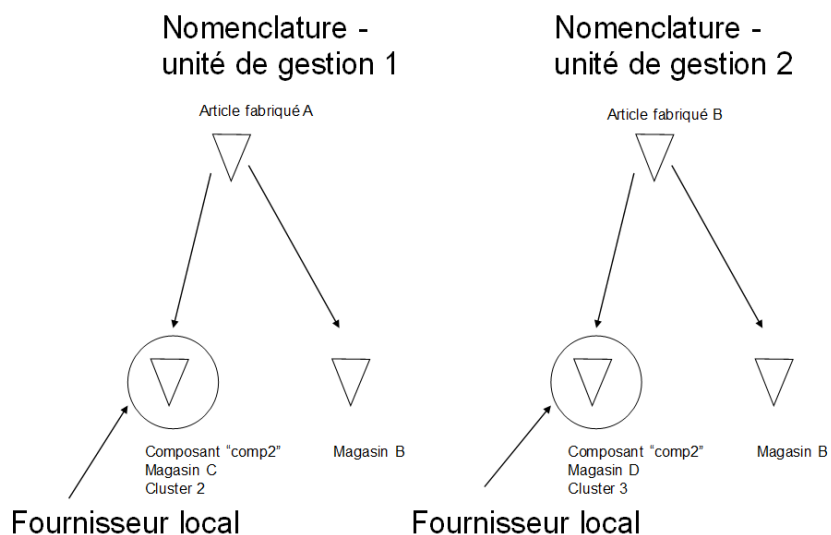 Nomenclature -
unité de gestion 1
Nomenclature -
unité de gestion 2
Article fabriqué A
Article fabriqué B
Composant “comp2”
Magasin C
Cluster 2
Magasin B
Composant “comp2”
Magasin D
Cluster 3
Magasin B
Fournisseur local
Fournisseur local